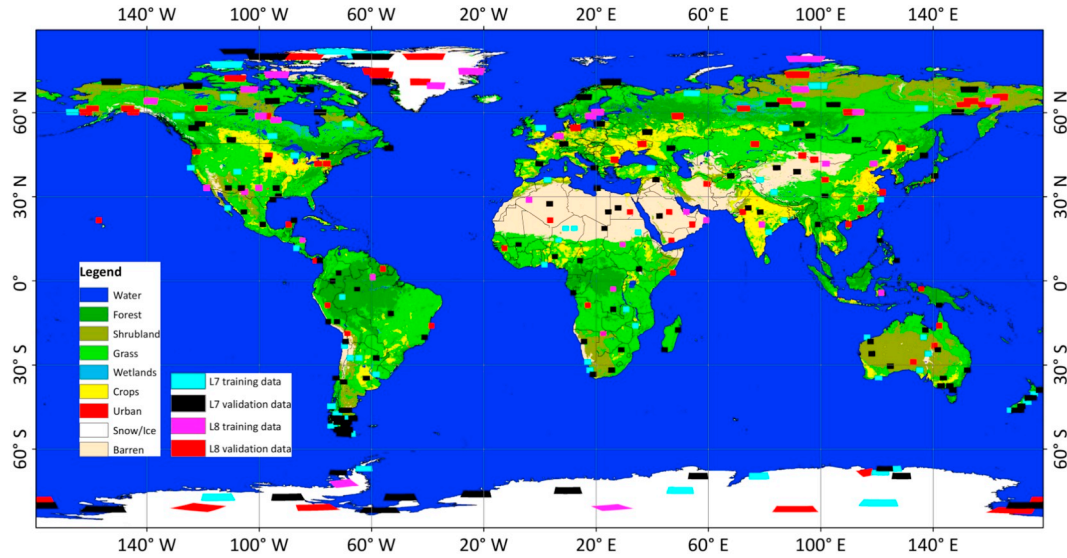 140° W 100° W 60° W 20° W 20° E 60° E 100° E 140° E
60° N
30° N
0°
30° S
60° S
60° N
30° N
0°
30° S
60° S
Legend
Water
Forest
Shrubland
Grass
Wetlands
Crops
Urban
Snow/Ice
Barren
L7 training data
L7 validation data
L8 training data
L8 validation data
140° W 100° W 60° W 20° W 20° E 60° E 100° E 140° E